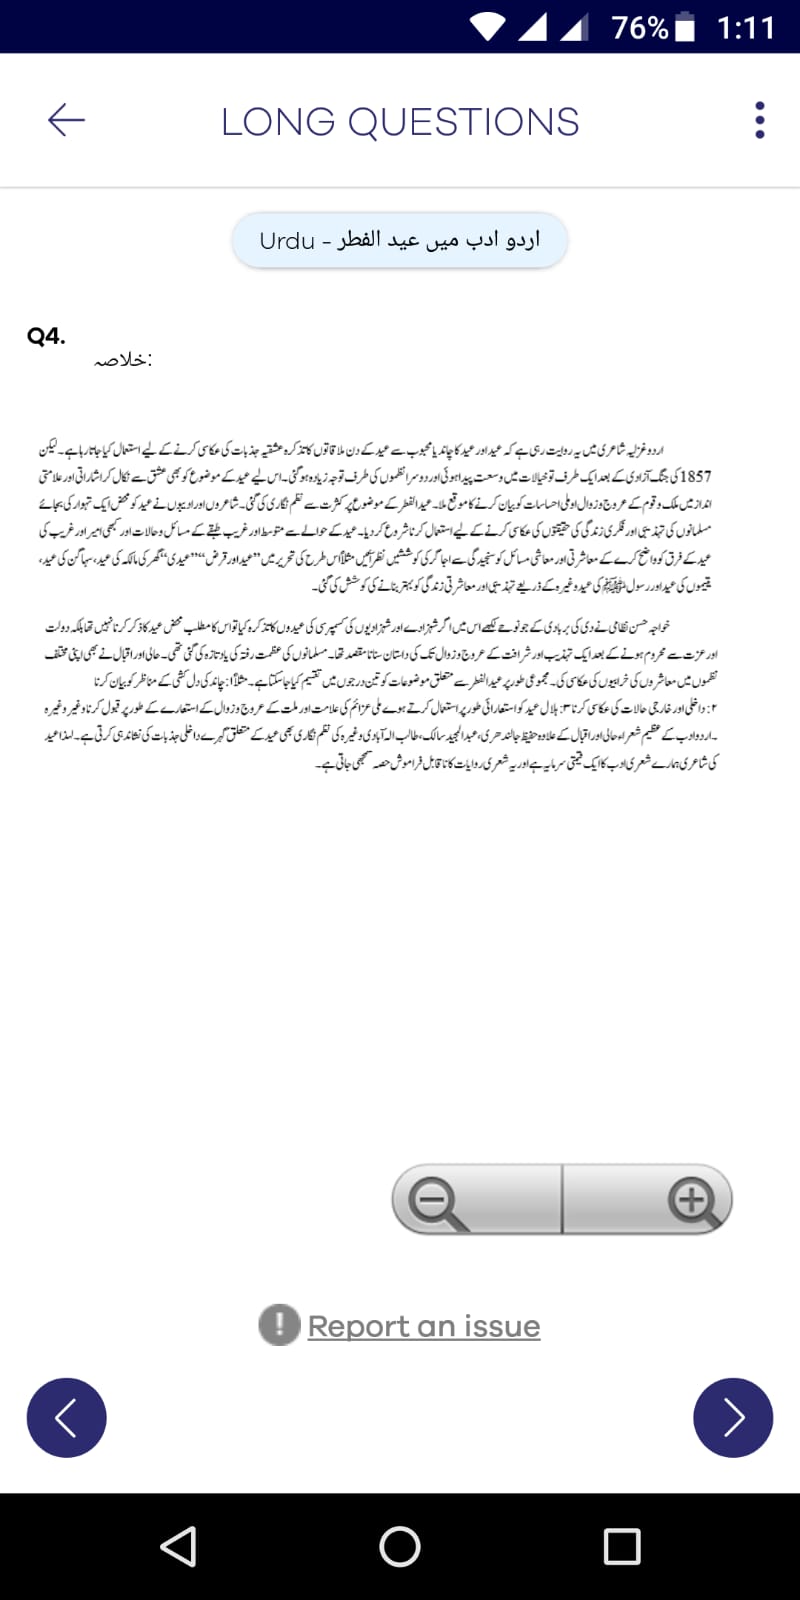 76% 1:11
LONG QUESTIONS
Urdu - اردو ادب میں عید الفطر
Q4.
خلاصہ:
اردو غزلیہ شاعری میں یہ روایت رہی ہے کہ عید اور عید کا چاند یا محبوب سے عید کے دن ملاقاتوں کا تذکرہ عشقیہ جذبات کی عکاسی کرنے کے لیے استعمال کیا جاتا رہا ہے۔ لیکن
1857 کی جنگ آزادی کے بعد ایک طرف تو خیالات میں وسعت پیدا ہوئی اور دوسرا نظموں کی طرف توجہ زیادہ ہو گئی۔ اس لیے عید کے موضوع کو بھی عشق سے نکال کر اشاراتی اور علامتی
انداز میں ملک و قوم کے عروج و زوال اور ملی احساسات کو بیان کرنے کا موقع ملا۔ عید الفطر کے موضوع پر کثرت سے نظم نگاری کی گئی۔ شاعروں اور ادیبوں نے عید کو محض ایک تہوار کی بجائے
مسلمانوں کی تہذیبی اور فکری زندگی کی حقیقتوں کی عکاسی کرنے کے لیے استعمال کرنا شروع کر دیا۔ عید کے حوالے سے متوسط اور غریب طبقے کے مسائل و حالات اور کبھی امیر اور غریب کی
عید کے فرق کو واضح کر کے معاشرتی اور معاشی مسائل کو سنجیدگی سے اجاگر کی کوششیں نظر آئیں مثلاً اس طرح کی تحریر میں ”عید اور قرض“ ”عیدی“ گھر کی مالکہ کی عید، سہاگن کی عید،
یتیموں کی عید اور رسول ﷺ کی عید وغیرہ کے ذریعے تہذیبی اور معاشرتی زندگی کو بہتر بنانے کی کوشش کی گئی۔
خواجہ حسن نظامی نے دی کی بربادی کے جو نوحے لکھے اس میں اگر شہزادے اور شہزادیوں کی کسمپرسی کی عیدوں کا تذکرہ کیا تو اس کا مطلب محض عید کا ذکر کرنا نہیں تھا بلکہ دولت
اور عزت سے محروم ہونے کے بعد ایک تہذیب اور شرافت کے عروج و زوال تک کی داستان سنانا مقصد تھا۔ مسلمانوں کی عظمت رفتہ کی یاد تازہ کی گئی تھی۔ حالی اور اقبال نے بھی اپنی مختلف
نظموں میں معاشروں کی خرابیوں کی عکاسی کی۔ مجموعی طور پر عید الفطر سے متعلق موضوعات کو تین درجوں میں تقسیم کیا جا سکتا ہے۔ مثلاً ۱: چاند کی دل کشی کے مناظر کو بیان کرنا
۲: داخلی اور خارجی حالات کی عکاسی کرنا ۳: ہلال عید کو استعاراتی طور پر استعمال کرتے ہوے ملی عزائم کی علامت اور ملت کے عروج و زوال کے استعارے کے طور پر قبول کرنا وغیرہ وغیرہ
۔ اردو ادب کے عظیم شعراء حالی اور اقبال کے علاوہ حفیظ جالندھری، عبدالمجید سالک، طالب الہ آبادی وغیرہ کی نظم نگاری بھی عید کے متعلق گہرے داخلی جذبات کی نشاندہی کرتی ہے۔ لہذا عید
کی شاعری ہمارے شعری ادب کا ایک قیمتی سرمایہ ہے اور یہ شعری روایات کا ناقابل فراموش حصہ سمجھی جاتی ہے۔
Report an issue